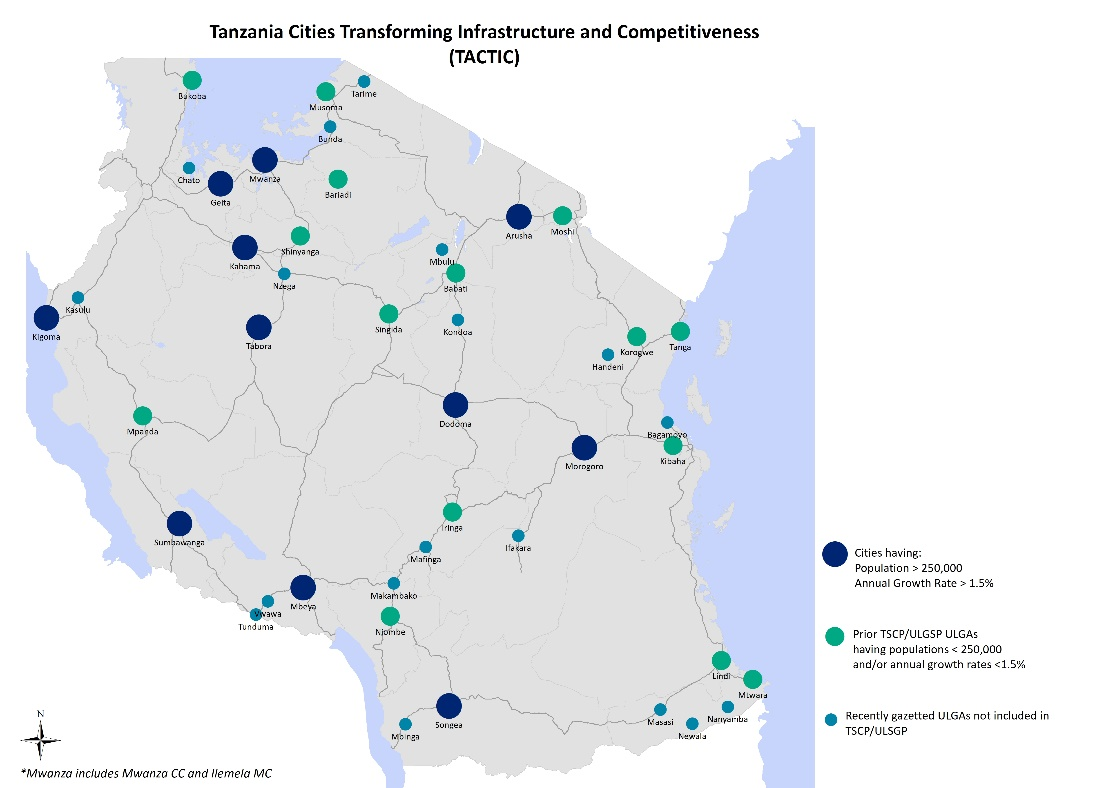 Tanzania Cities Transforming Infrastructure and Competitiveness
(TACTIC)
Bukoba
Musoma
Tarime
Bunda
Chato
Geita
Mwanza
Bariadi
Arusha
Moshi
Kahama
Shinyanga
Mbulu
Nzega
Babati
Kasulu
Kigoma
Tabora
Singida
Kondoa
Korogwe
Tanga
Handeni
Mpanda
Dodoma
Bagamoyo
Morogoro
Kibaha
Sumbawanga
Iringa
Ifakara
Mafinga
Mbeya
Makambako
Vwawa
Tunduma
Njombe
Lindi
Mtwara
Songea
Mbinga
Masasi
Nanyamba
Newala
Cities having:
Population > 250,000
Annual Growth Rate > 1.5%
Prior TSCP/ULGSP ULGAs
having populations < 250,000
and/or annual growth rates <1.5%
Recently gazetted ULGAs not included in
TSCP/ULSGP
N
*Mwanza includes Mwanza CC and Ilemela MC